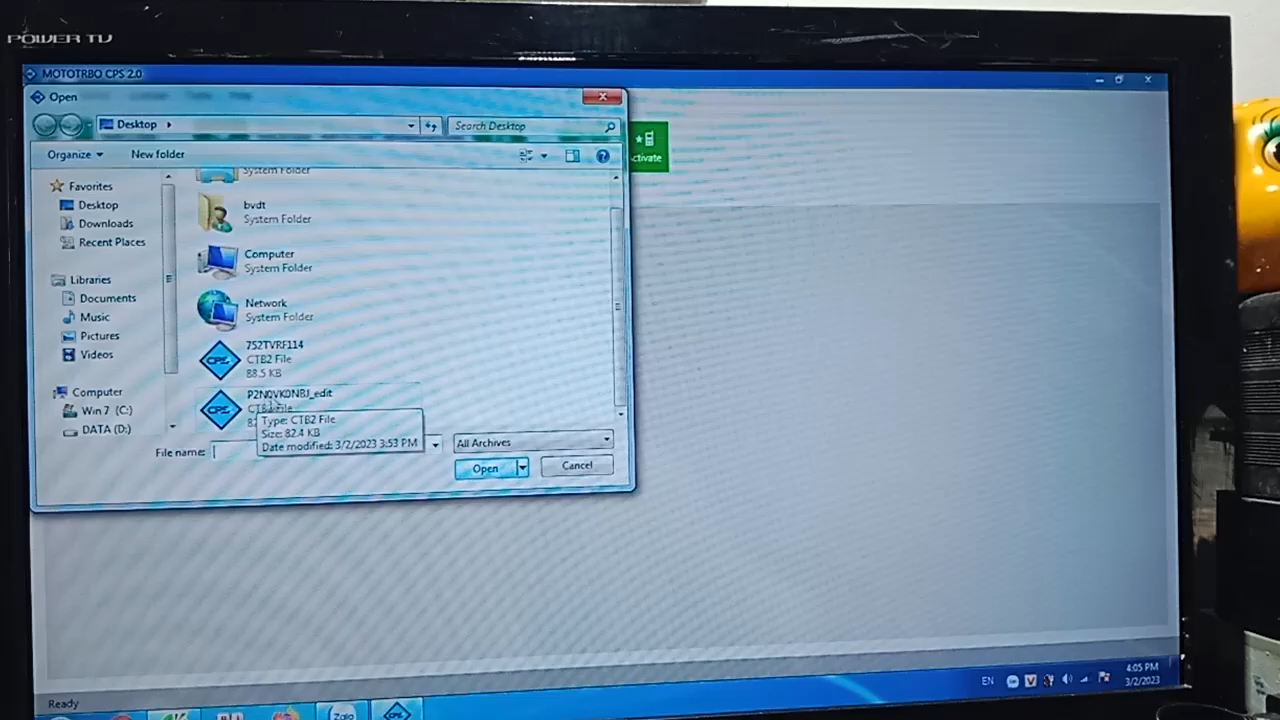 POWER TV
MOTOTRBO CPS 2.0
Open
Desktop
Search Desktop
Organize
New folder
ctivate
Favorites
Desktop
Downloads
Recent Places
Libraries
Documents
Music
Pictures
Videos
Computer
Win 7 (C:)
DATA (D:)
System Folder
bvdt
System Folder
Computer
System Folder
Network
System Folder
752TVRF114
CTB2 File
88.5 KB
CPS
Type: CTB2 File
Size: 82.4 KB
Date modified: 3/2/2023 3:53 PM
File name:
All Archives
Open
Cancel
Ready
Zalo
EN
4:05 PM
3/2/2023